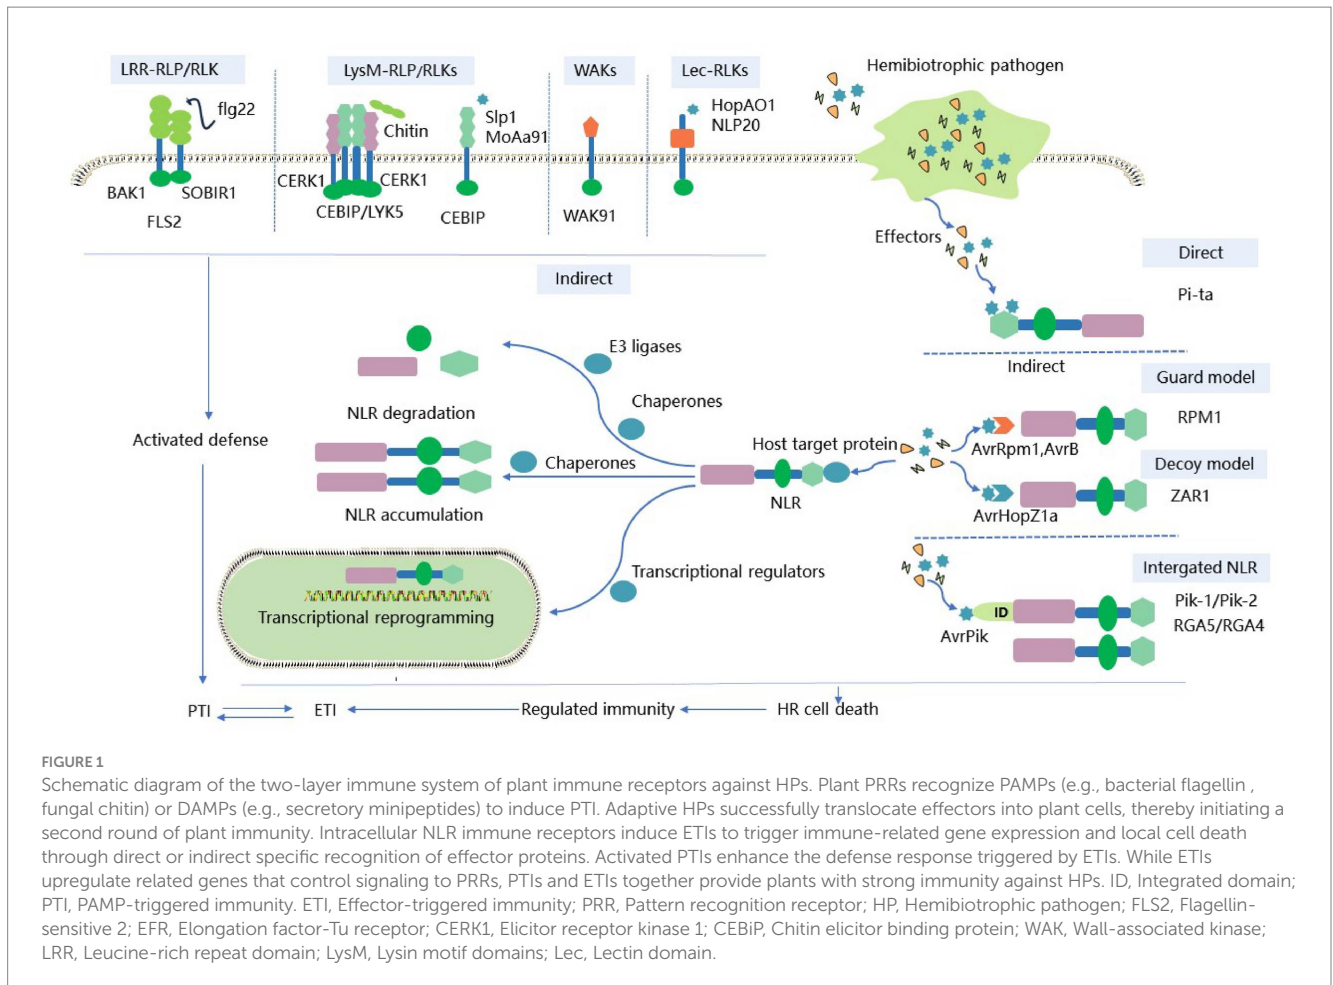 LRR-RLP/RLK
LysM-RLP/RLKs
WAKs
Lec-RLKs
Hemibiotrophic pathogen
flg22
Chitin
Slp1
MoAa91
HopAO1
NLP20
BAK1
SOBIR1
FLS2
CERK1
CERK1
CEBIP/LYK5
CEBIP
WAK91
Effectors
Direct
Pi-ta
Indirect
Indirect
Guard model
RPM1
AvrRpm1,AvrB
Decoy model
ZAR1
AvrHopZ1a
E3 ligases
Chaperones
NLR degradation
Activated defense
Chaperones
NLR accumulation
Host target protein
NLR
Transcriptional regulators
Transcriptional reprogramming
Intergated NLR
Pik-1/Pik-2
RGA5/RGA4
ID
AvrPik
PTI
ETI
Regulated immunity
HR cell death
FIGURE 1
Schematic diagram of the two-layer immune system of plant immune receptors against HPs. Plant PRRs recognize PAMPs (e.g., bacterial flagellin ,
fungal chitin) or DAMPs (e.g., secretory minipeptides) to induce PTI. Adaptive HPs successfully translocate effectors into plant cells, thereby initiating a
second round of plant immunity. Intracellular NLR immune receptors induce ETIs to trigger immune-related gene expression and local cell death
through direct or indirect specific recognition of effector proteins. Activated PTIs enhance the defense response triggered by ETIs. While ETIs
upregulate related genes that control signaling to PRRs, PTIs and ETIs together provide plants with strong immunity against HPs. ID, Integrated domain;
PTI, PAMP-triggered immunity. ETI, Effector-triggered immunity; PRR, Pattern recognition receptor; HP, Hemibiotrophic pathogen; FLS2, Flagellin-
sensitive 2; EFR, Elongation factor-Tu receptor; CERK1, Elicitor receptor kinase 1; CEBiP, Chitin elicitor binding protein; WAK, Wall-associated kinase;
LRR, Leucine-rich repeat domain; LysM, Lysin motif domains; Lec, Lectin domain.